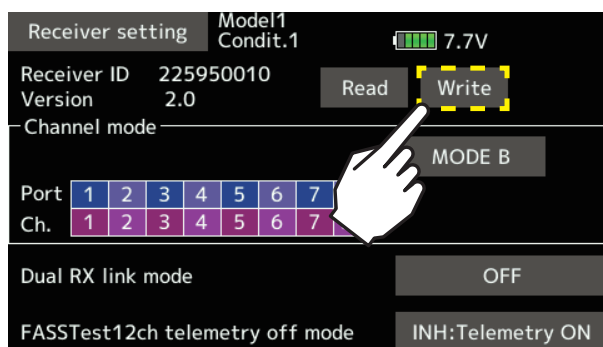 Receiver setting Model1
Condit.1 7.7V
Receiver ID 225950010 Read Write
Version 2.0
Channel mode
MODE B
Port 1 2 3 4 5 6 7
Ch. 1 2 3 4 5 6 7
Dual RX link mode OFF
FASSTest12ch telemetry off mode INH:Telemetry ON